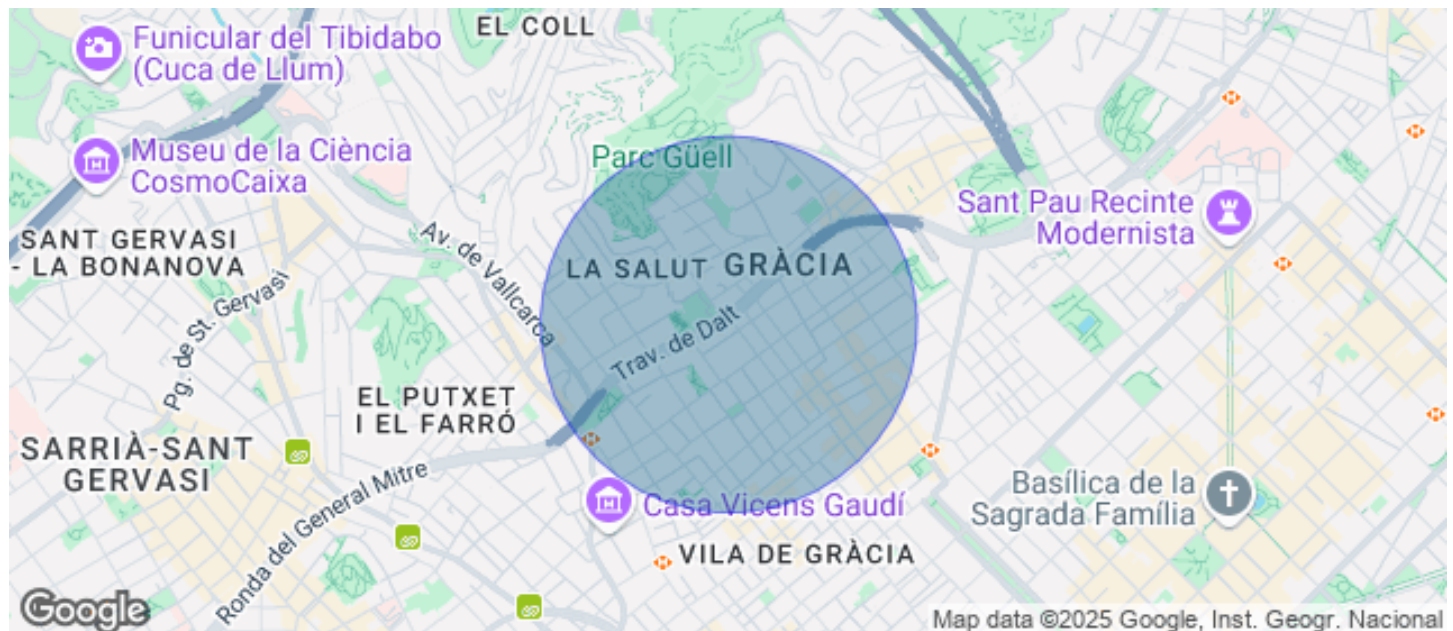 EL COLL
Funicular del Tibidabo
(Cuca de Llum)
Museu de la Ciència
CosmoCaixa
Parc Güell
Sant Pau Recinte
Modernista
SANT GERVASI
- LA BONANOVA
Av. de Vallcarca
LA SALUT
GRÀCIA
Pg. de St. Gervasi
Trav. de Dalt
EL PUTXET
I EL FARRÓ
SARRIÀ-SANT
GERVASI
Ronda del General Mitre
Casa Vicens Gaudí
Basílica de la
Sagrada Família
VILA DE GRÀCIA
Google
Map data ©2025 Google, Inst. Geogr. Nacional